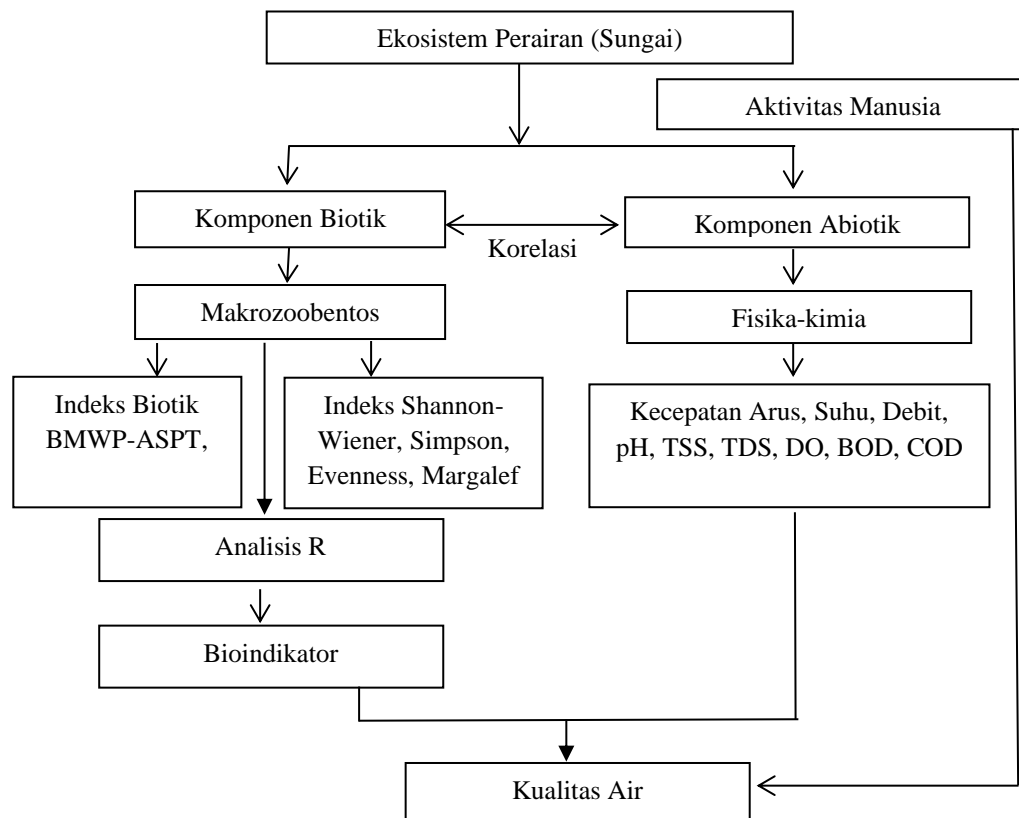 Ekosistem Perairan (Sungai)
Aktivitas Manusia
Komponen Biotik
Korelasi
Komponen Abiotik
Makrozoobentos
Fisika-kimia
Indeks Biotik
BMWP-ASPT,
Indeks Shannon-
Wiener, Simpson,
Evenness, Margalef
Kecepatan Arus, Suhu, Debit,
pH, TSS, TDS, DO, BOD, COD
Analisis R
Bioindikator
Kualitas Air